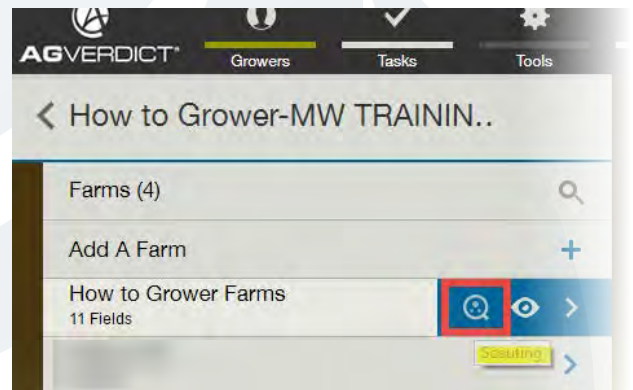 AGVERDICT®
Growers
Tasks
Tools
How to Grower-MW TRAININ..
Farms (4)
Add A Farm
How to Grower Farms
11 Fields
Scouting